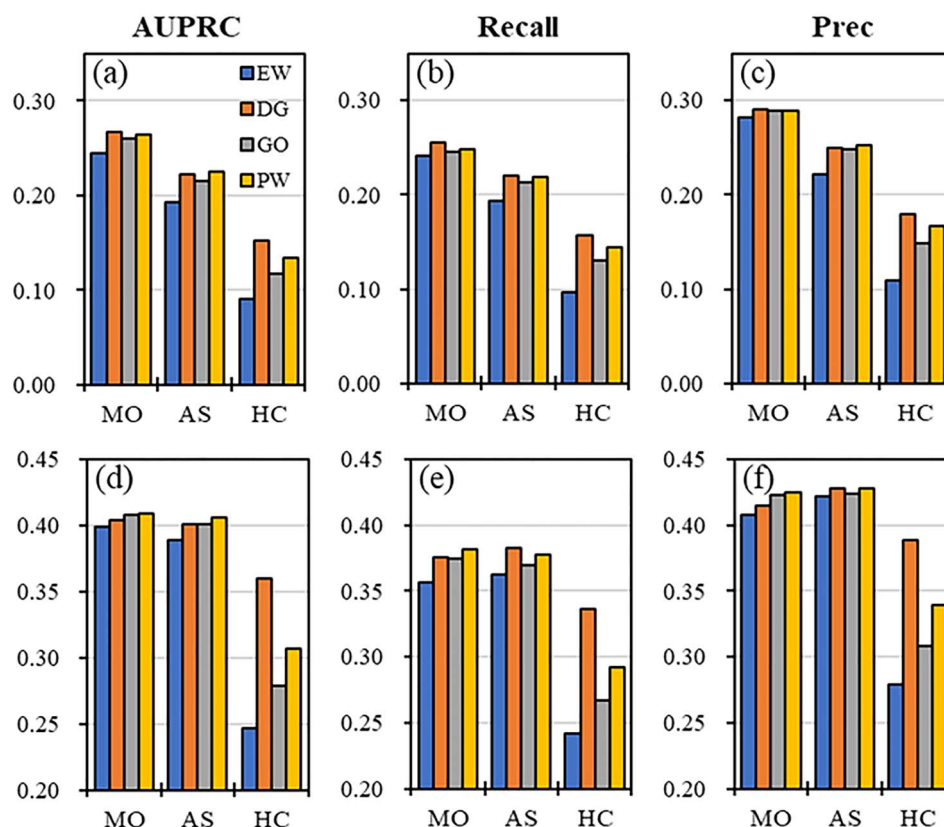 AUPRC Recall Prec
(a) (b) (c)
EW
DG
GO
PW
0.30 0.30 0.30
0.20 0.20 0.20
0.10 0.10 0.10
0.00 0.00 0.00
MO AS HC MO AS HC MO AS HC
0.45 0.45 0.45
(d) (e) (f)
0.40 0.40 0.40
0.35 0.35 0.35
0.30 0.30 0.30
0.25 0.25 0.25
0.20 0.20 0.20
MO AS HC MO AS HC MO AS HC